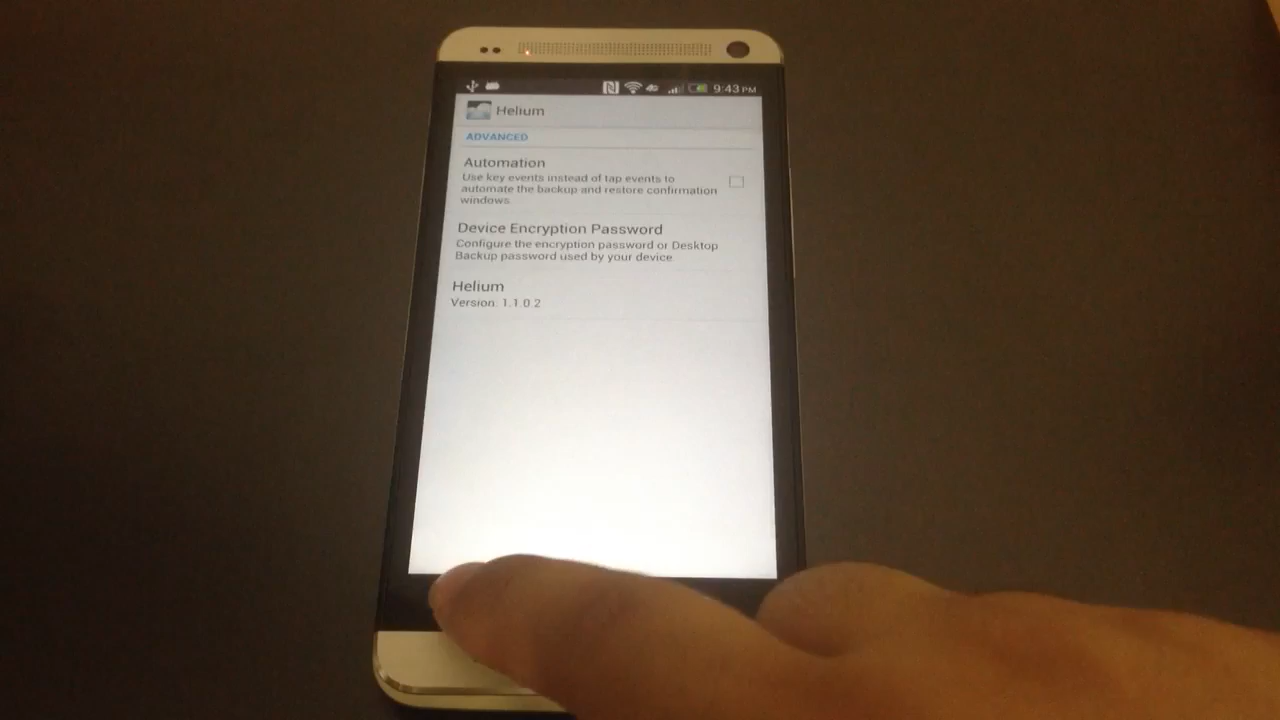 9:43 PM
Helium
ADVANCED
Automation
Use key events instead of tap events to
automate the backup and restore confirmation
windows.
Device Encryption Password
Configure the encryption password or Desktop
Backup password used by your device.
Helium
Version: 1.1.0.2